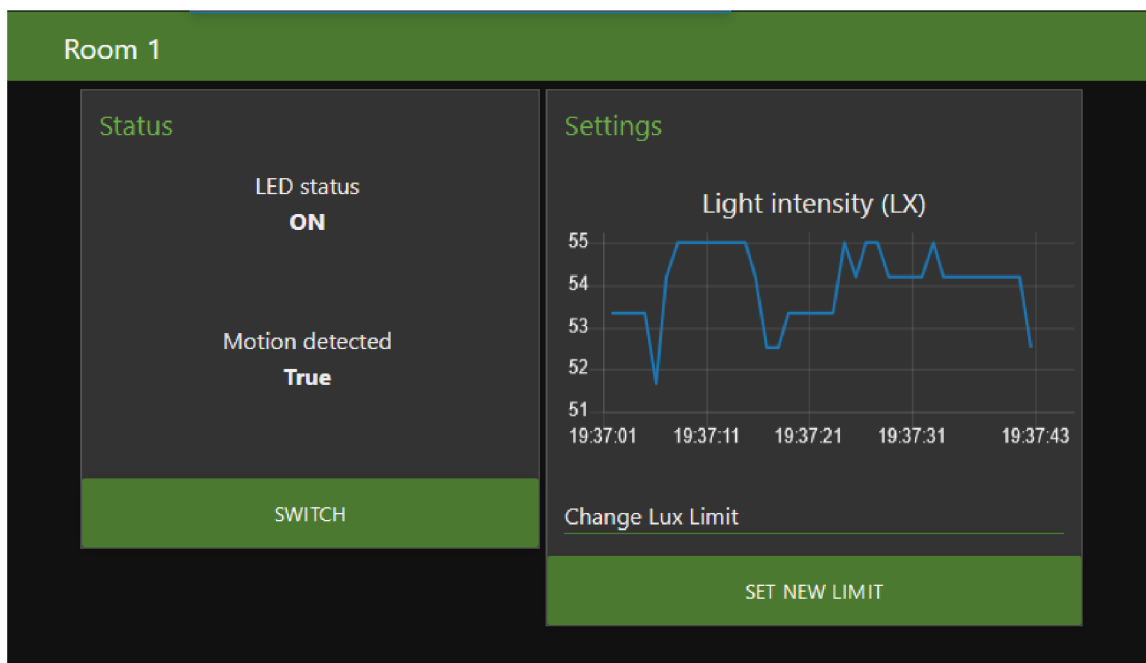 Room 1
Status
LED status
ON
Motion detected
True
SWITCH
Settings
Light intensity (LX)
55
54
53
52
51
19:37:01 19:37:11 19:37:21 19:37:31 19:37:43
Change Lux Limit
SET NEW LIMIT